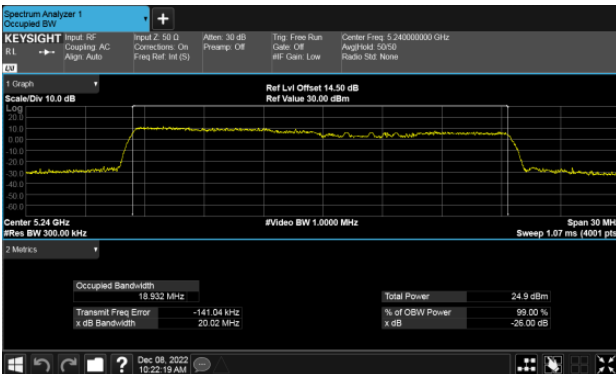 Spectrum Analyzer 1
Occupied BW
KEYSIGHT Input: RF Input Z: 50 Ω Atten: 30 dB Trig: Free Run Center Freq: 5.240000000 GHz
RL Coupling: AC Corrections: On Preamp: Off Gate: Off Avg|Hold: 50/50
Align: Auto Freq Ref: Int (S) #IF Gain: Low Radio Std: None
LXI
1 Graph Ref Lvl Offset 14.50 dB
Scale/Div 10.0 dB Ref Value 30.00 dBm
Log
20.0
10.0
0.00
-10.0
-20.0
-30.0
-40.0
-50.0
-60.0
Center 5.24 GHz #Video BW 1.0000 MHz Span 30 MH
#Res BW 300.00 kHz Sweep 1.07 ms (4001 pts
2 Metrics
Occupied Bandwidth
18.932 MHz Total Power 24.9 dBm
Transmit Freq Error -141.04 kHz % of OBW Power 99.00 %
x dB Bandwidth 20.02 MHz x dB -26.00 dB
? Dec 08, 2022
10:22:19 AM